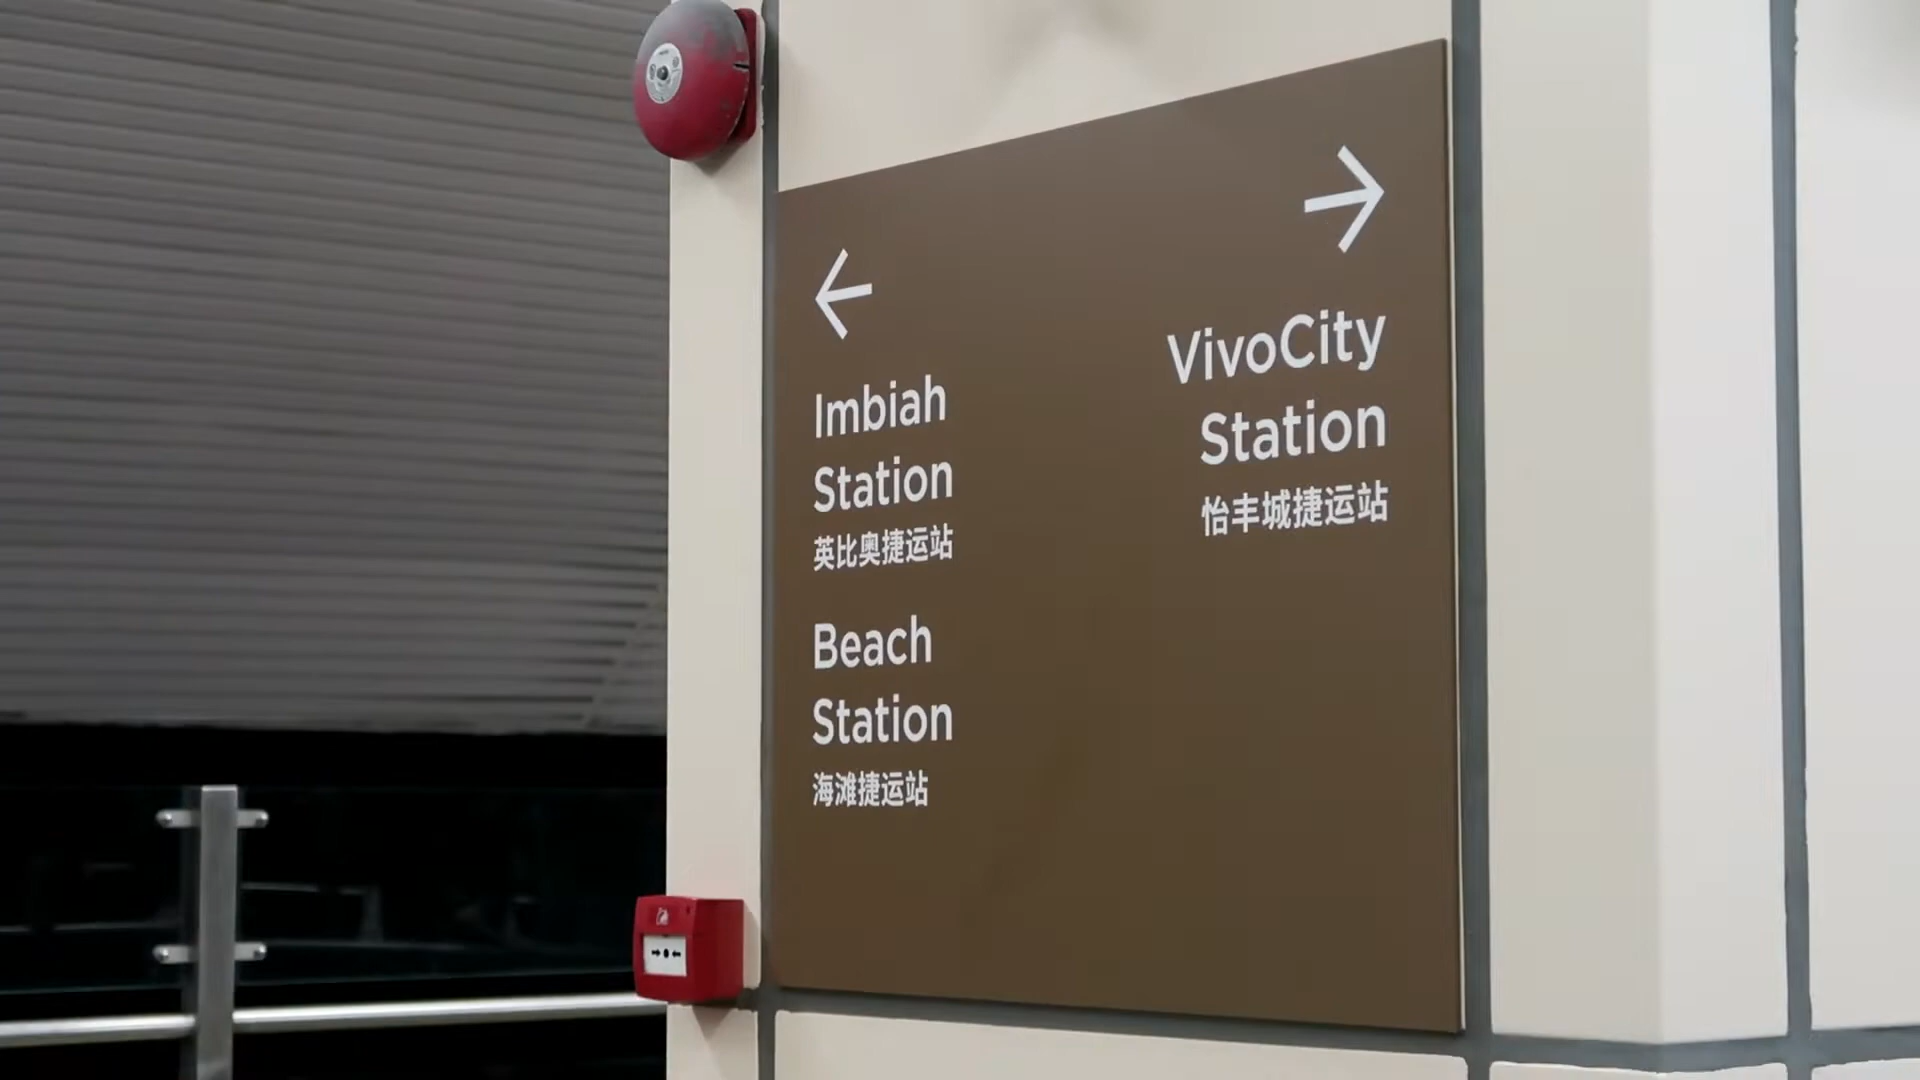 Imbiah
Station
英比奥捷运站
Beach
Station
海滩捷运站
VivoCity
Station
怡丰城捷运站